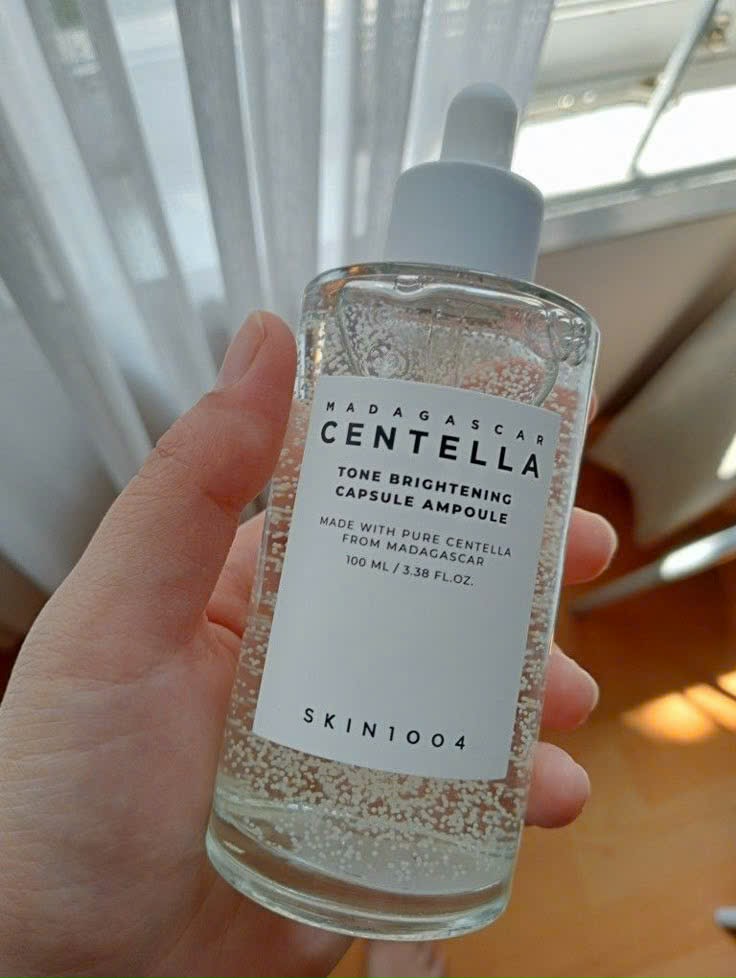 MADAGASCAR
CENTELLA
TONE BRIGHTENING
CAPSULE AMPOULE
MADE WITH PURE CENTELLA
FROM MADAGASCAR
100 ML / 3.38 FL.OZ.
SKIN1004